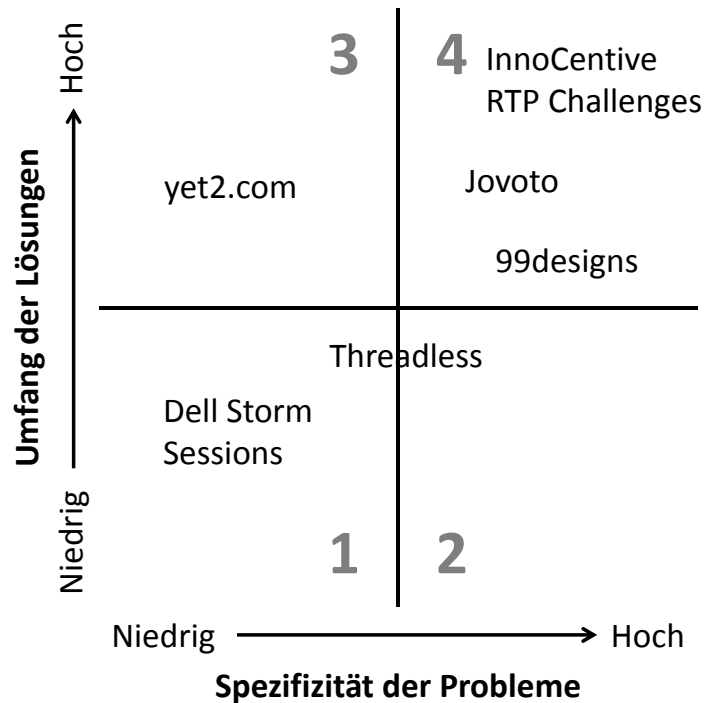 Hoch
3
4
InnoCentive
RTP Challenges
yet2.com
Jovoto
99designs
Umfang der Lösungen
Threadless
Dell Storm
Sessions
Niedrig
1
2
Niedrig
Hoch
Spezifizität der Probleme